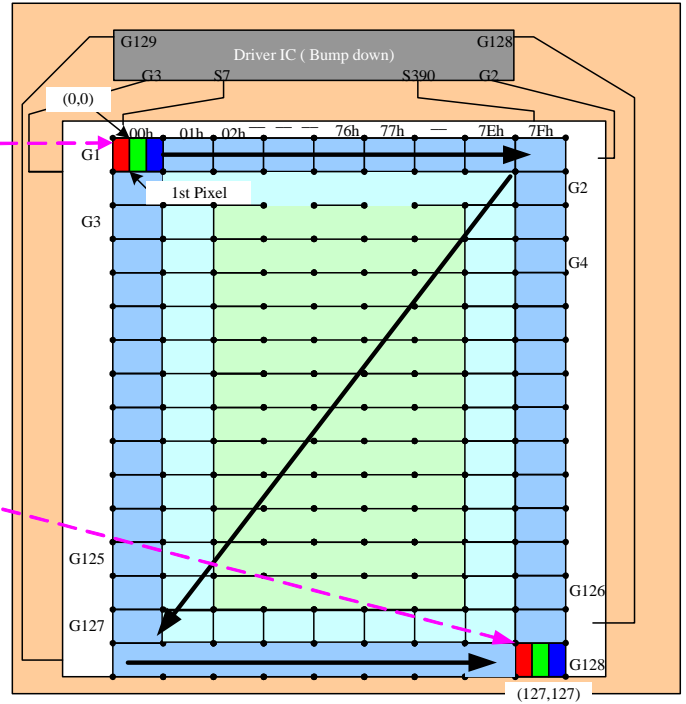 G129 G128
Driver IC ( Bump down)
G3 S7 S390 G2
(0,0)
00h 01h 02h — — — 76h 77h — 7Eh 7Fh
G1
1st Pixel
G2
G3
G4
G125
G126
G127
G128
(127,127)